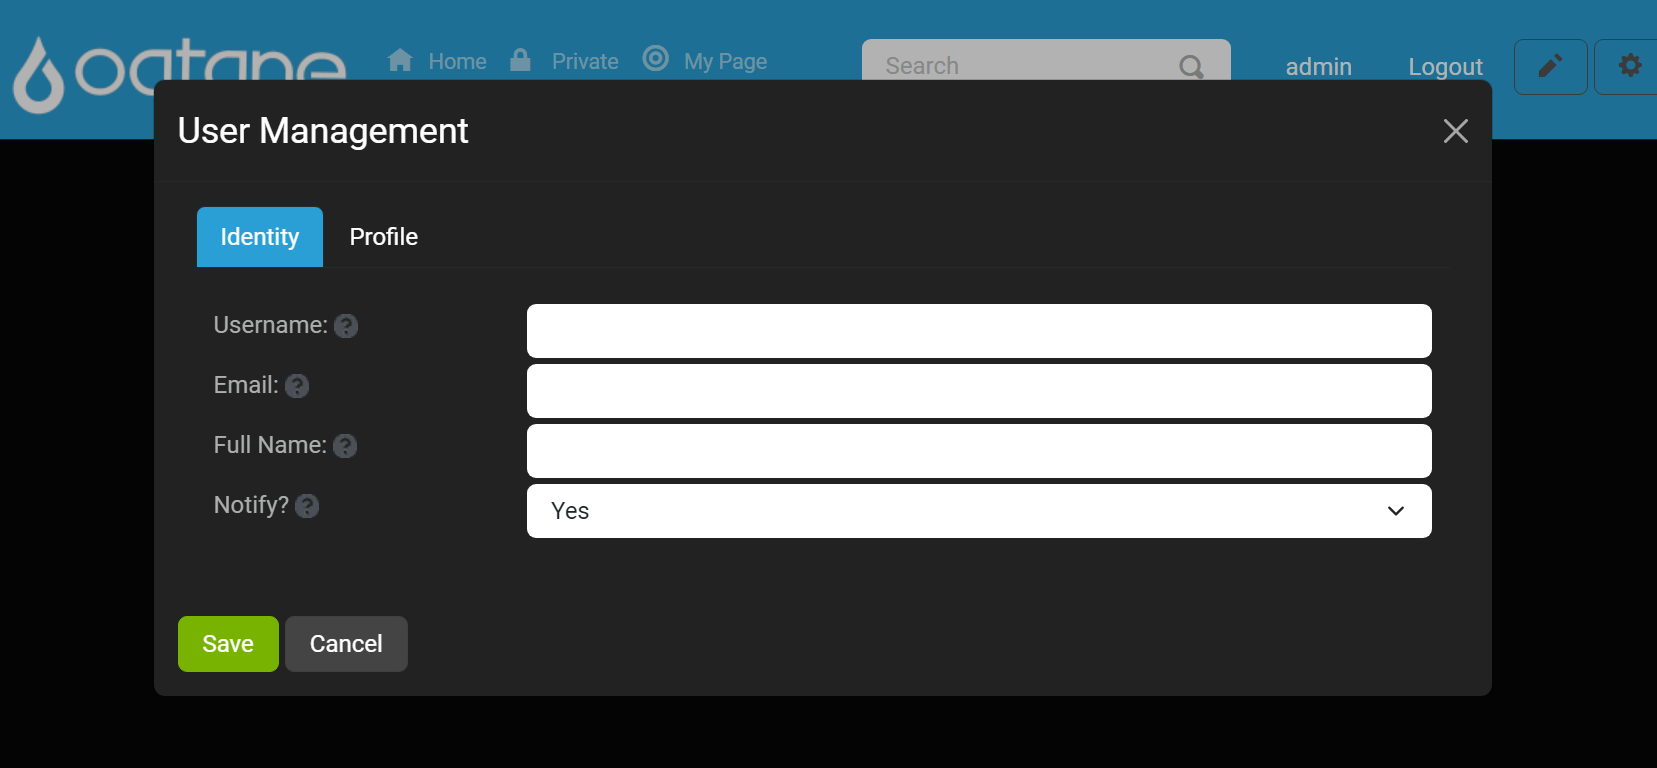 oqtane Home Private My Page Search admin Logout
User Management
Identity Profile
Username:
Email:
Full Name:
Notify? Yes
Save Cancel